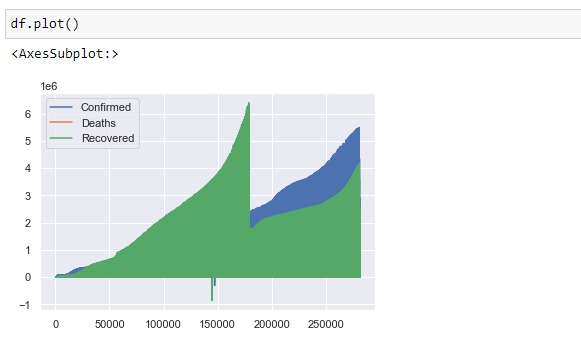 df.plot()
<AxesSubplot:>
1e6
Confirmed
Deaths
Recovered
6
5
4
3
2
1
0
−1
0
50000
100000
150000
200000
250000